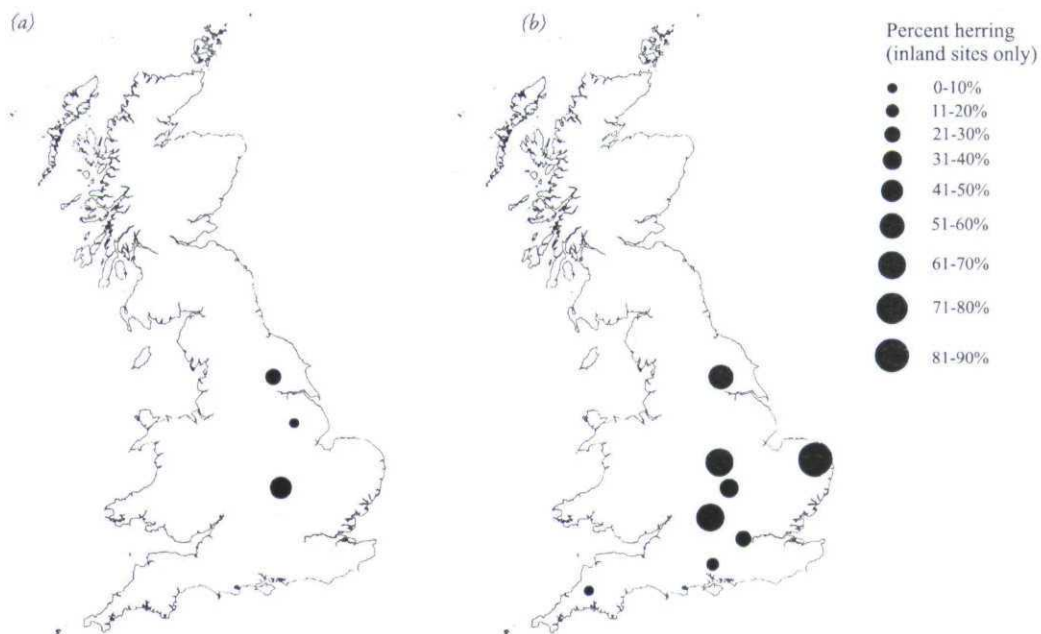 (a)
(b)
Percent herring
(inland sites only)
0-10%
11-20%
21-30%
31-40%
41-50%
51-60%
61-70%
71-80%
81-90%